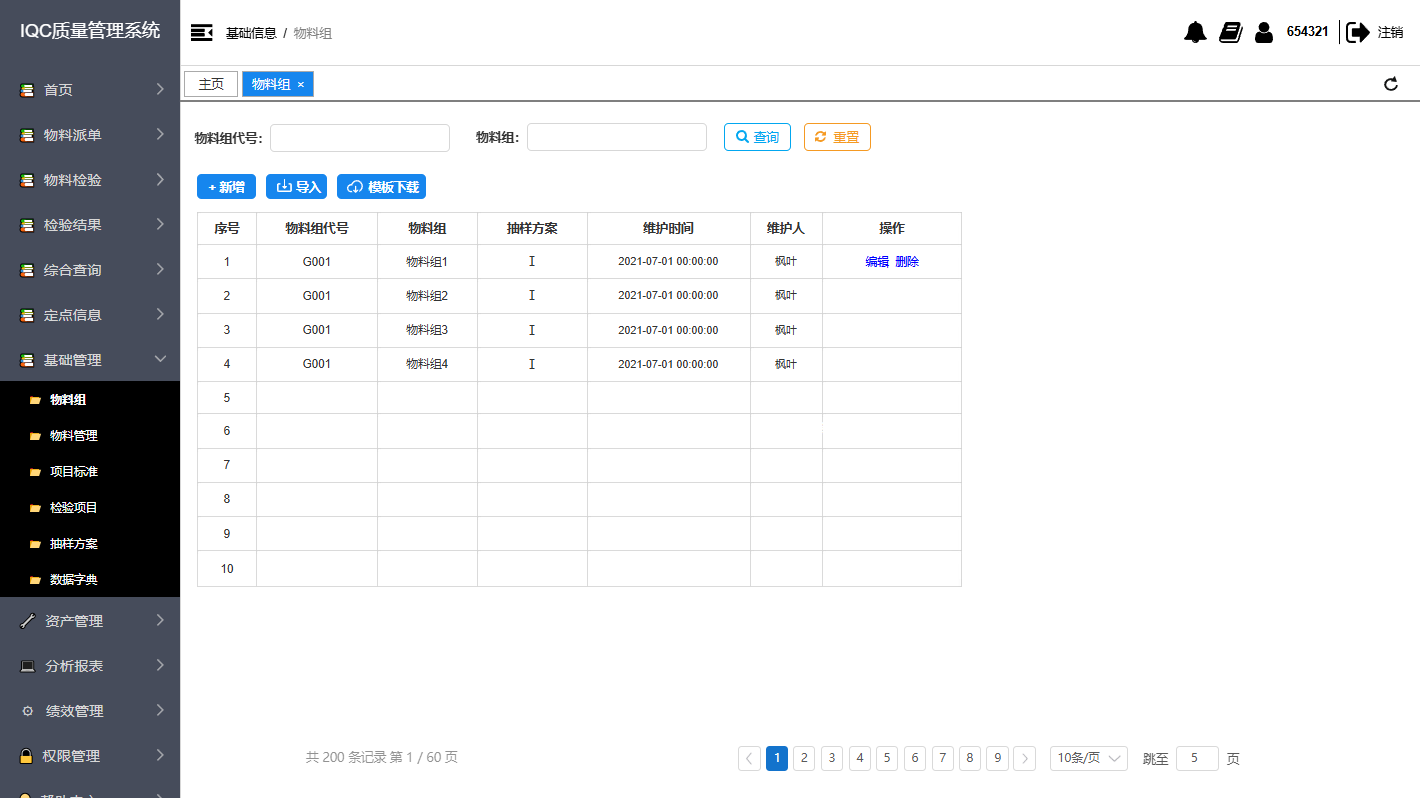 IQC质量管理系统
基础信息 / 物料组
654321 注销
主页 物料组 ×
首页
物料派单
物料检验
检验结果
综合查询
定点信息
基础管理
物料组
物料管理
项目标准
检验项目
抽样方案
数据字典
资产管理
分析报表
绩效管理
权限管理
物料组代号: 物料组: 查询 重置
+ 新增 导入 模板下载
序号 物料组代号 物料组 抽样方案 维护时间 维护人 操作
1 G001 物料组1 I 2021-07-01 00:00:00 枫叶 编辑 删除
2 G001 物料组2 I 2021-07-01 00:00:00 枫叶
3 G001 物料组3 I 2021-07-01 00:00:00 枫叶
4 G001 物料组4 I 2021-07-01 00:00:00 枫叶
5
6
7
8
9
10
共 200 条记录 第 1 / 60 页
1 2 3 4 5 6 7 8 9 10条/页 跳至 5 页